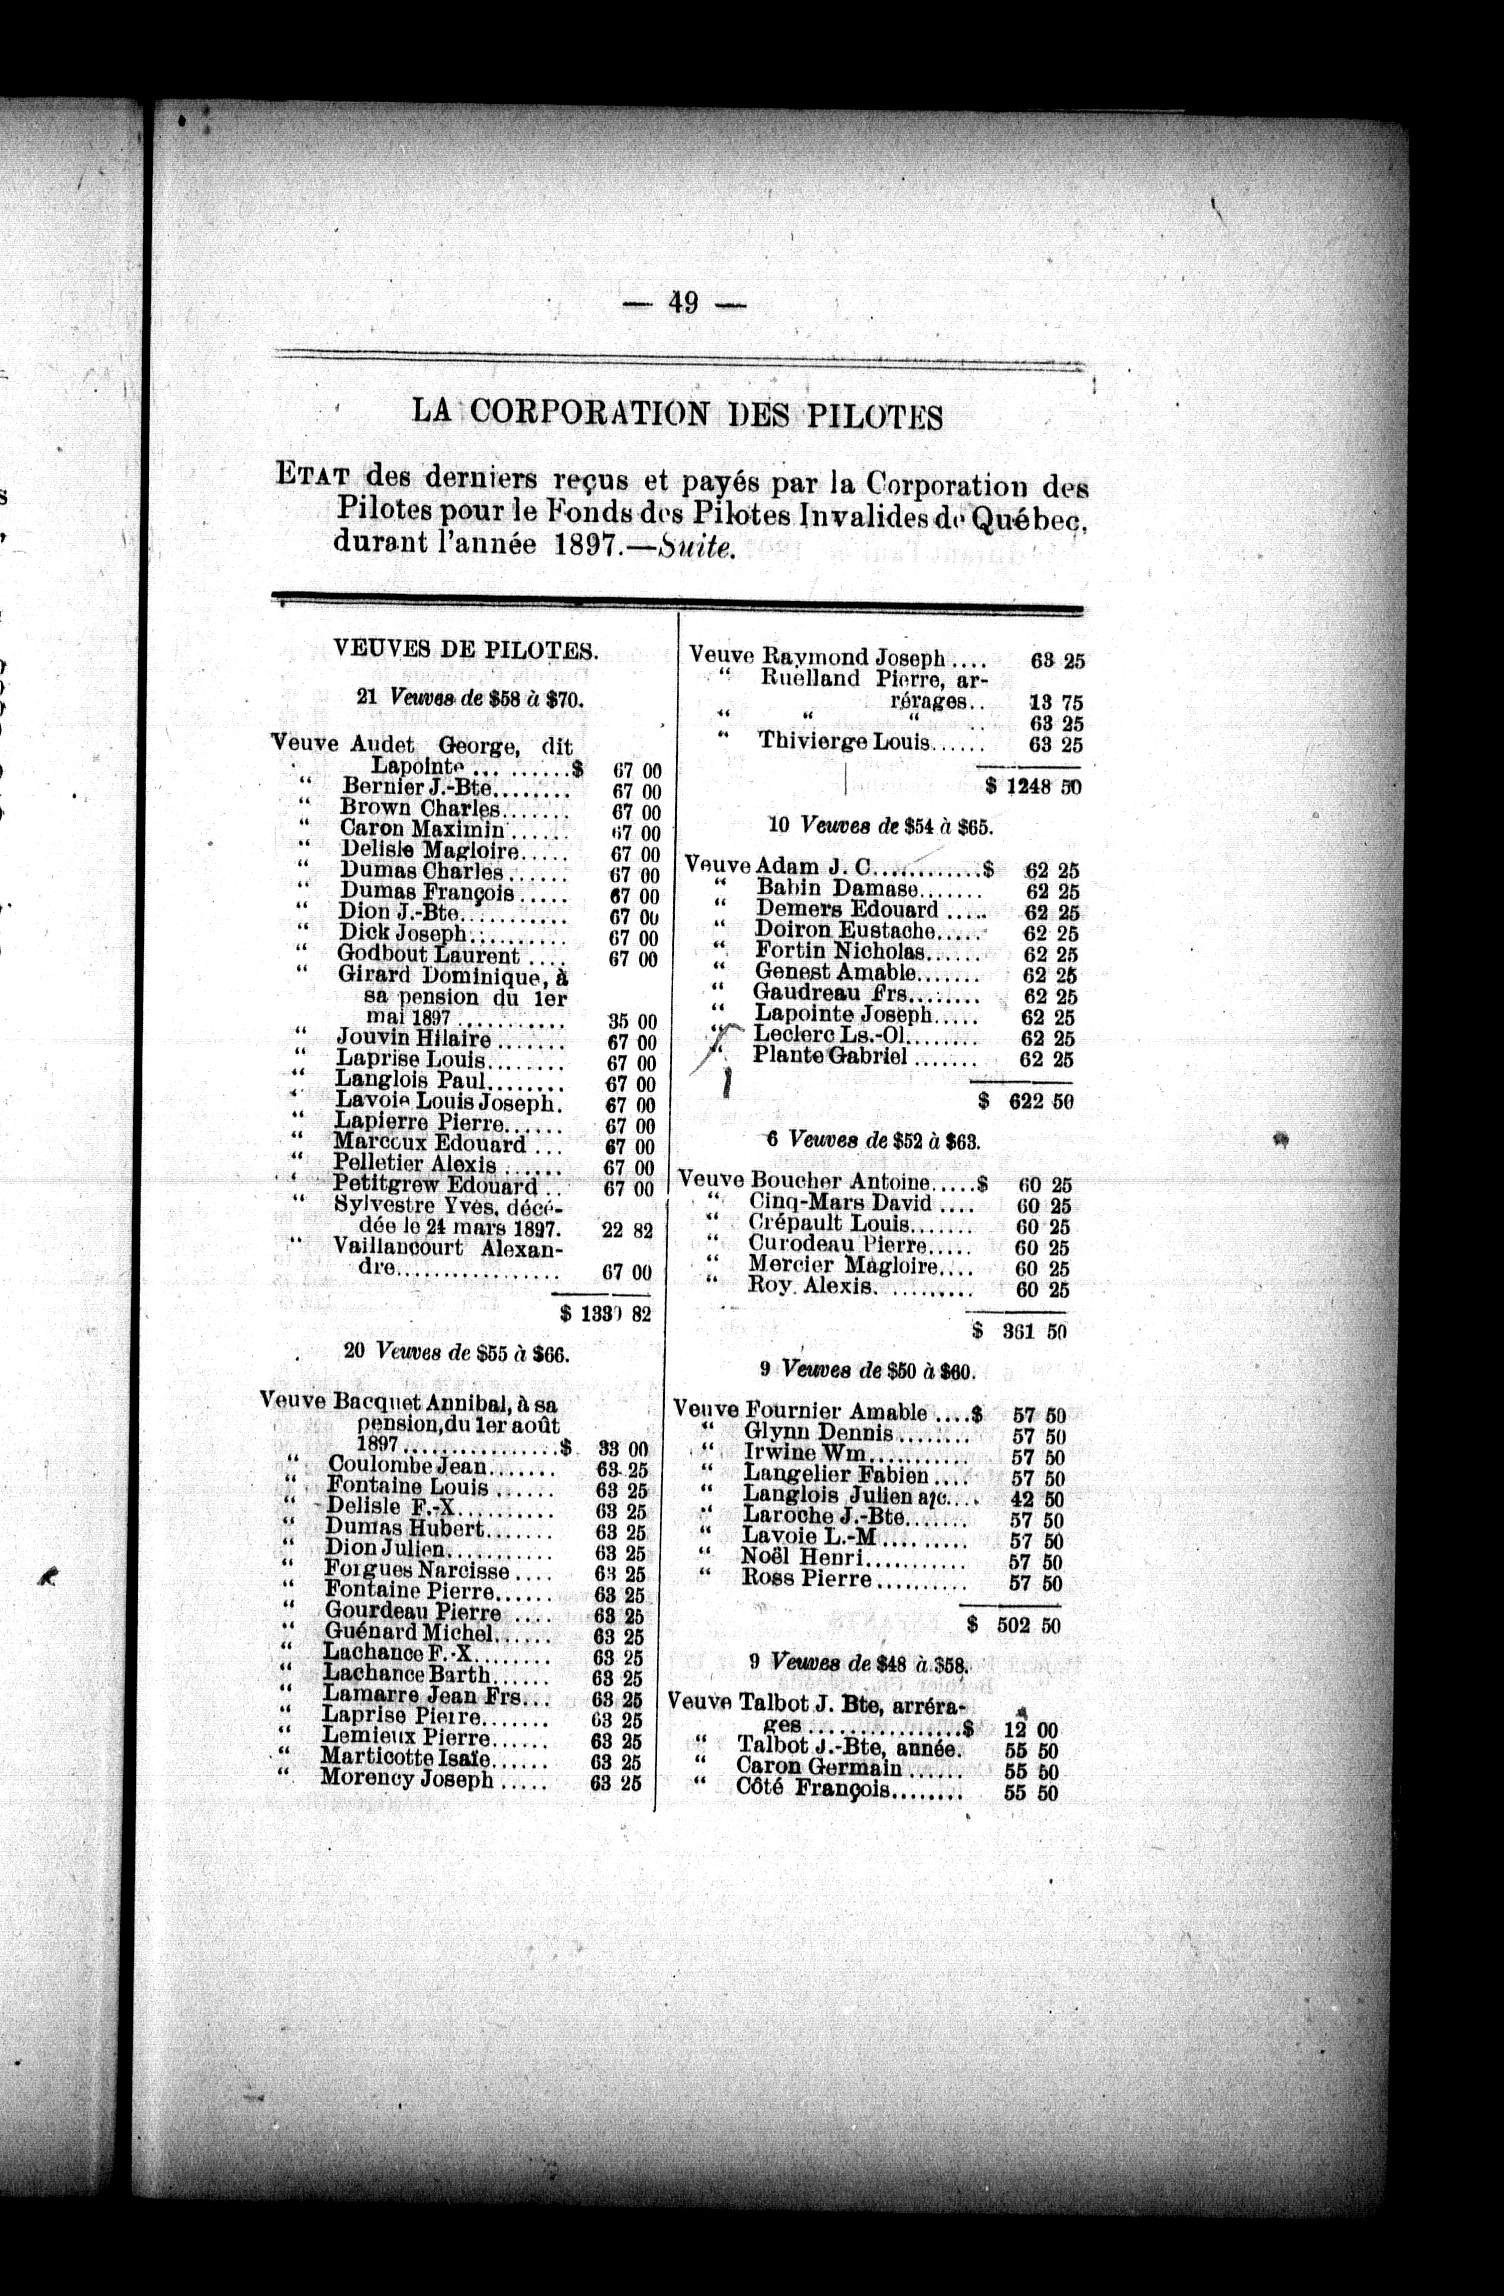 — 49 —
LA CORPORATION DES PILOTES
ETAT des derniers reçus et payés par la Corporation des
Pilotes pour le Fonds des Pilotes Invalides de Québec,
durant l'année 1897.—Suite.
VEUVES DE PILOTES.
21 Veuves de $58 à $70.
Veuve Audet George, dit
Lapointe ... ........$ 67 00
“ Bernier J.-Bte........ 67 00
“ Brown Charles....... 67 00
“ Caron Maximin ...... 67 00
“ Delisle Magloire..... 67 00
“ Dumas Charles...... 67 00
“ Dumas François..... 67 00
“ Dion J.-Bte........... 67 00
“ Dick Joseph.......... 67 00
“ Godbout Laurent .... 67 00
“ Girard Dominique, à
sa pension du 1er
mai 1897 ........... 35 00
“ Jouvin Hilaire ....... 67 00
“ Laprise Louis........ 67 00
“ Langlois Paul........ 67 00
“ Lavoie Louis Joseph. 67 00
“ Lapierre Pierre...... 67 00
“ Marcoux Edouard ... 67 00
“ Pelletier Alexis ...... 67 00
“ Petitgrew Edouard .. 67 00
“ Sylvestre Yves, décé-
dée le 24 mars 1897. 22 82
“ Vaillancourt Alexan-
dre................. 67 00
$ 1330 82
20 Veuves de $55 à $66.
Veuve Bacquet Annibal, à sa
pension, du 1er août
1897................$ 33 00
“ Coulombe Jean....... 63 25
“ Fontaine Louis ...... 63 25
“ Delisle F.-X.......... 63 25
“ Dumas Hubert....... 63 25
“ Dion Julien........... 63 25
“ Forgues Narcisse .... 63 25
“ Fontaine Pierre...... 63 25
“ Gourdeau Pierre .... 63 25
“ Guénard Michel...... 63 25
“ Lachance F.-X........ 63 25
“ Lachance Barth...... 63 25
“ Lamarre Jean Frs... 63 25
“ Laprise Pierre....... 63 25
“ Lemieux Pierre...... 63 25
“ Marticotte Isaïe...... 63 25
“ Morency Joseph ..... 63 25
Veuve Raymond Joseph .... 63 25
“ Ruelland Pierre, ar-
rérages.. 13 75
“ “ “ .. 63 25
“ Thivierge Louis...... 63 25
$ 1248 50
10 Veuves de $54 à $65.
Veuve Adam J. C............$ 62 25
“ Babin Damase....... 62 25
“ Demers Edouard ..... 62 25
“ Doiron Eustache..... 62 25
“ Fortin Nicholas...... 62 25
“ Genest Amable....... 62 25
“ Gaudreau Frs........ 62 25
“ Lapointe Joseph..... 62 25
“ Leclerc Ls.-Ol........ 62 25
“ Plante Gabriel ....... 62 25
$ 622 50
6 Veuves de $52 à $63.
Veuve Boucher Antoine.....$ 60 25
“ Cinq-Mars David .... 60 25
“ Crépault Louis....... 60 25
“ Curodeau Pierre..... 60 25
“ Mercier Magloire.... 60 25
“ Roy Alexis. ......... 60 25
$ 361 50
9 Veuves de $50 à $60.
Veuve Fournier Amable ....$ 57 50
“ Glynn Dennis........ 57 50
“ Irwine Wm........... 57 50
“ Langelier Fabien .... 57 50
“ Langlois Julien a/c.... 42 50
“ Laroche J.-Bte....... 57 50
“ Lavoie L.-M ......... 57 50
“ Noël Henri........... 57 50
“ Ross Pierre .......... 57 50
$ 502 50
9 Veuves de $48 à $58.
Veuve Talbot J. Bte, arréra-
ges ................$ 12 00
“ Talbot J.-Bte, année. 55 50
“ Caron Germain ...... 55 50
“ Côté François........ 55 50